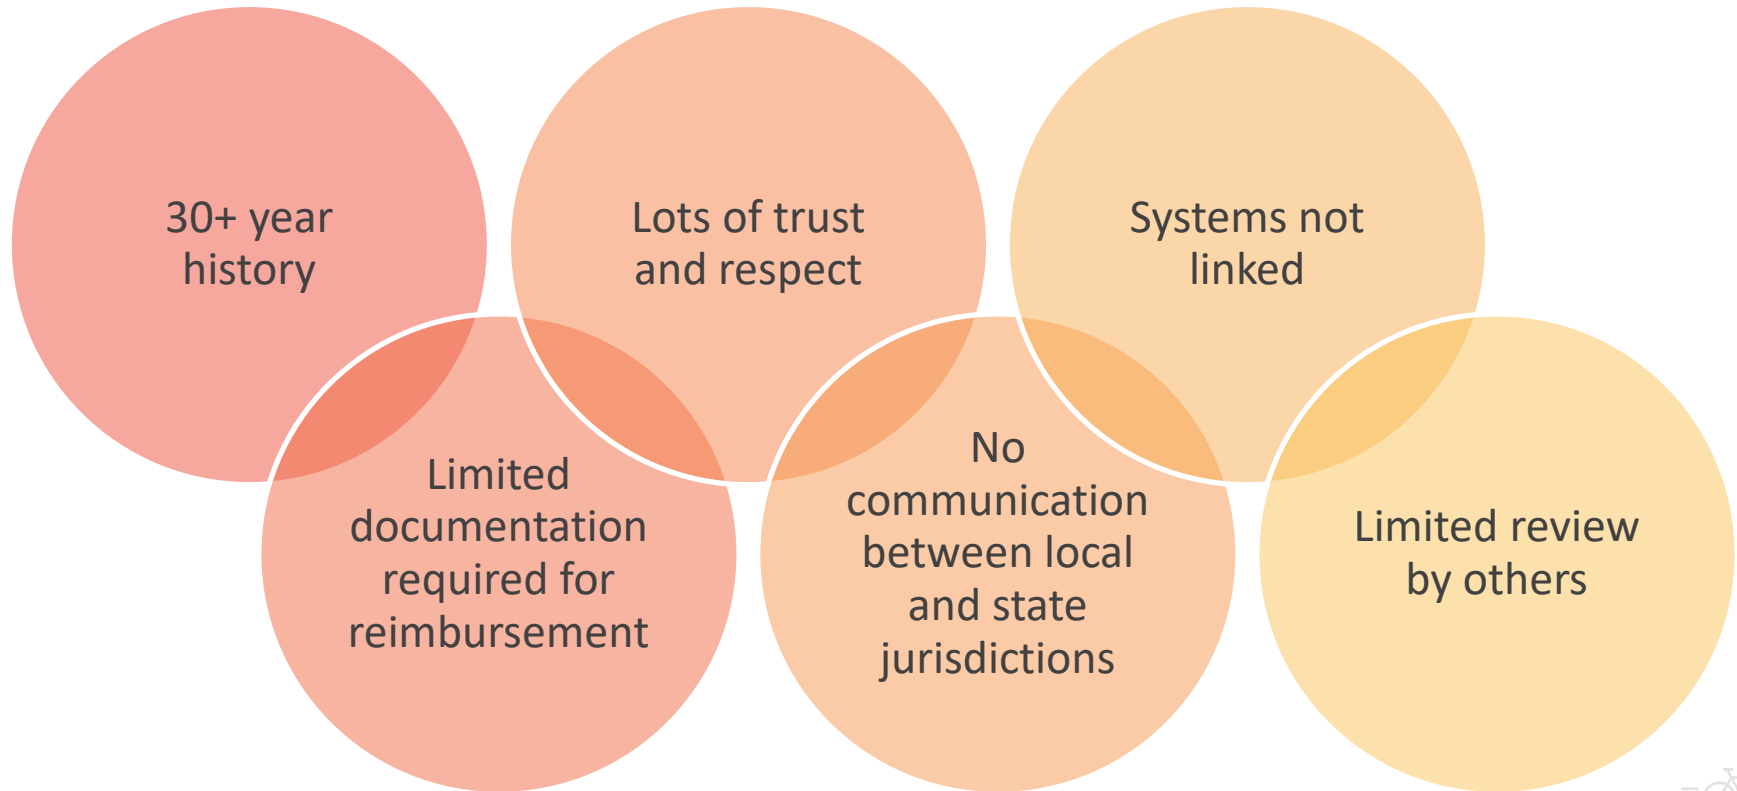 30+ year
history
Limited
documentation
required for
reimbursement
Lots of trust
and respect
No
communication
between local
and state
jurisdictions
Systems not
linked
Limited review
by others